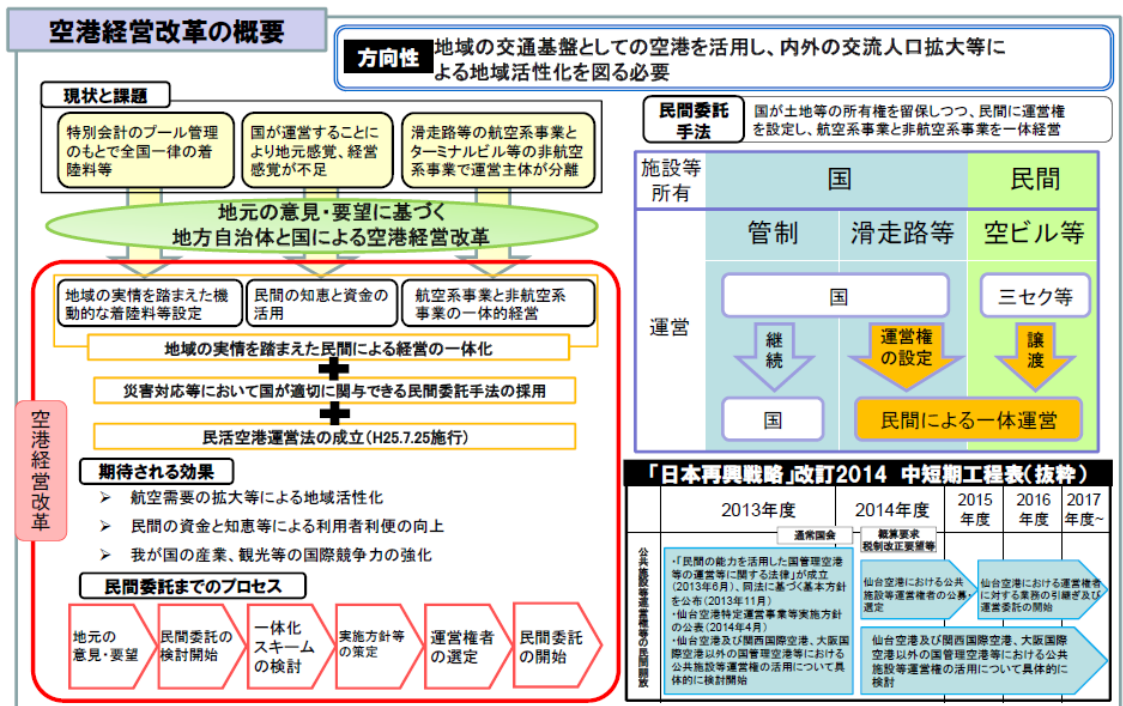 空港経営改革の概要
方向性
地域の交通基盤としての空港を活用し、内外の交流人口拡大等に
よる地域活性化を図る必要
現状と課題
特別会計のプール管理
のもとで全国一律の着
陸料等
国が運営することに
より地元感覚、経営
感覚が不足
滑走路等の航空系事業と
ターミナルビル等の非航空
系事業で運営主体が分離
地元の意見・要望に基づく
地方自治体と国による空港経営改革
空港経営改革
地域の実情を踏まえた機
動的な着陸料等設定
民間の知恵と資金の
活用
航空系事業と非航空系
事業の一体的経営
地域の実情を踏まえた民間による経営の一体化
+
災害対応等において国が適切に関与できる民間委託手法の採用
+
民活空港運営法の成立(H25.7.25施行)
期待される効果
➢ 航空需要の拡大等による地域活性化
➢ 民間の資金と知恵等による利用者利便の向上
➢ 我が国の産業、観光等の国際競争力の強化
民間委託までのプロセス
地元の
意見・要望
民間委託の
検討開始
一体化
スキーム
の検討
実施方針等
の策定
運営権者
の選定
民間委託
の開始
民間委託
手法
国が土地等の所有権を留保しつつ、民間に運営権
を設定し、航空系事業と非航空系事業を一体経営
施設等
所有
国
民間
運営
管制
滑走路等
空ビル等
国
三セク等
継続
運営権
の設定
譲渡
国
民間による一体運営
「日本再興戦略」改訂2014 中短期工程表(抜粋)
2013年度
2014年度
2015
年度
2016
年度
2017
年度~
通常国会
概算要求
税制改正要望等
公共施設等運営権等の民間開放
・「民間の能力を活用した国管理空港
等の運営等に関する法律」が成立
(2013年6月)、同法に基づく基本方針
を公布(2013年11月)
・仙台空港特定運営事業等実施方針
の公表(2014年4月)
・仙台空港及び関西国際空港、大阪国
際空港以外の国管理空港等における
公共施設等運営権の活用について具
体的に検討開始
仙台空港における公共
施設等運営権者の公募・
選定
仙台空港における運営権者
に対する業務の引継ぎ及び
運営委託の開始
仙台空港及び関西国際空港、大阪国際
空港以外の国管理空港等における公共
施設等運営権の活用について具体的に
検討